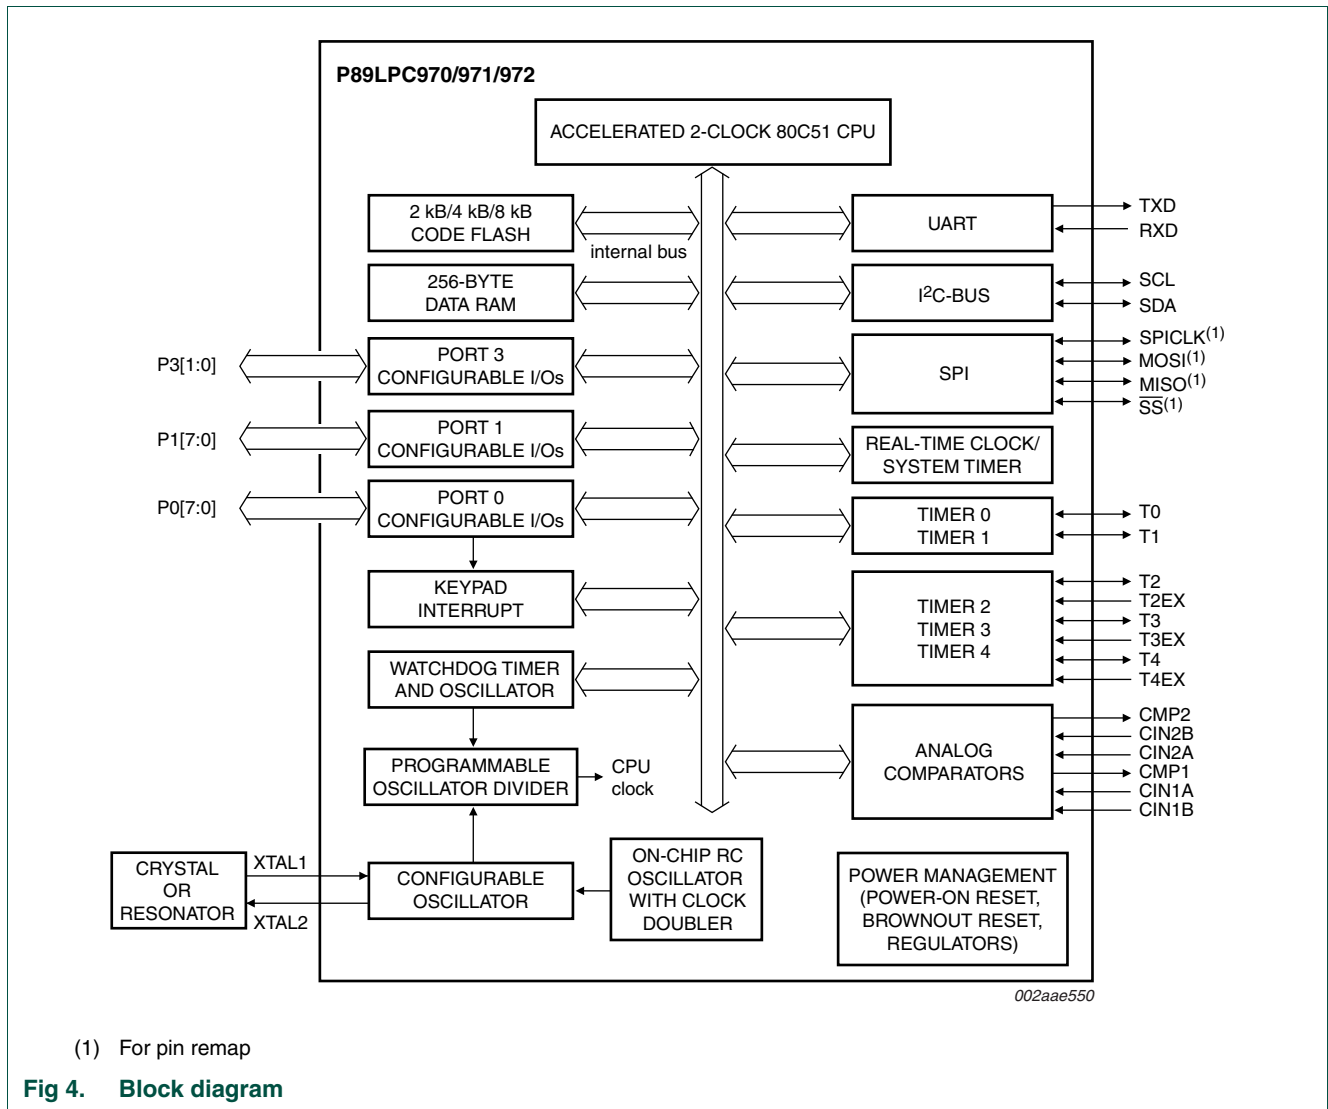 P89LPC970/971/972
ACCELERATED 2-CLOCK 80C51 CPU
2 kB/4 kB/8 kB
CODE FLASH
internal bus
256-BYTE
DATA RAM
P3[1:0]
PORT 3
CONFIGURABLE I/Os
P1[7:0]
PORT 1
CONFIGURABLE I/Os
P0[7:0]
PORT 0
CONFIGURABLE I/Os
KEYPAD
INTERRUPT
WATCHDOG TIMER
AND OSCILLATOR
PROGRAMMABLE
OSCILLATOR DIVIDER
CPU
clock
CRYSTAL
OR
RESONATOR
XTAL1
XTAL2
CONFIGURABLE
OSCILLATOR
ON-CHIP RC
OSCILLATOR
WITH CLOCK
DOUBLER
UART
TXD
RXD
I²C-BUS
SCL
SDA
SPI
SPICLK(1)
MOSI(1)
MISO(1)
S̅S̅(1)
REAL-TIME CLOCK/
SYSTEM TIMER
TIMER 0
TIMER 1
T0
T1
TIMER 2
TIMER 3
TIMER 4
T2
T2EX
T3
T3EX
T4
T4EX
ANALOG
COMPARATORS
CMP2
CIN2B
CIN2A
CMP1
CIN1A
CIN1B
POWER MANAGEMENT
(POWER-ON RESET,
BROWNOUT RESET,
REGULATORS)
002aae550
(1) For pin remap
Fig 4. Block diagram